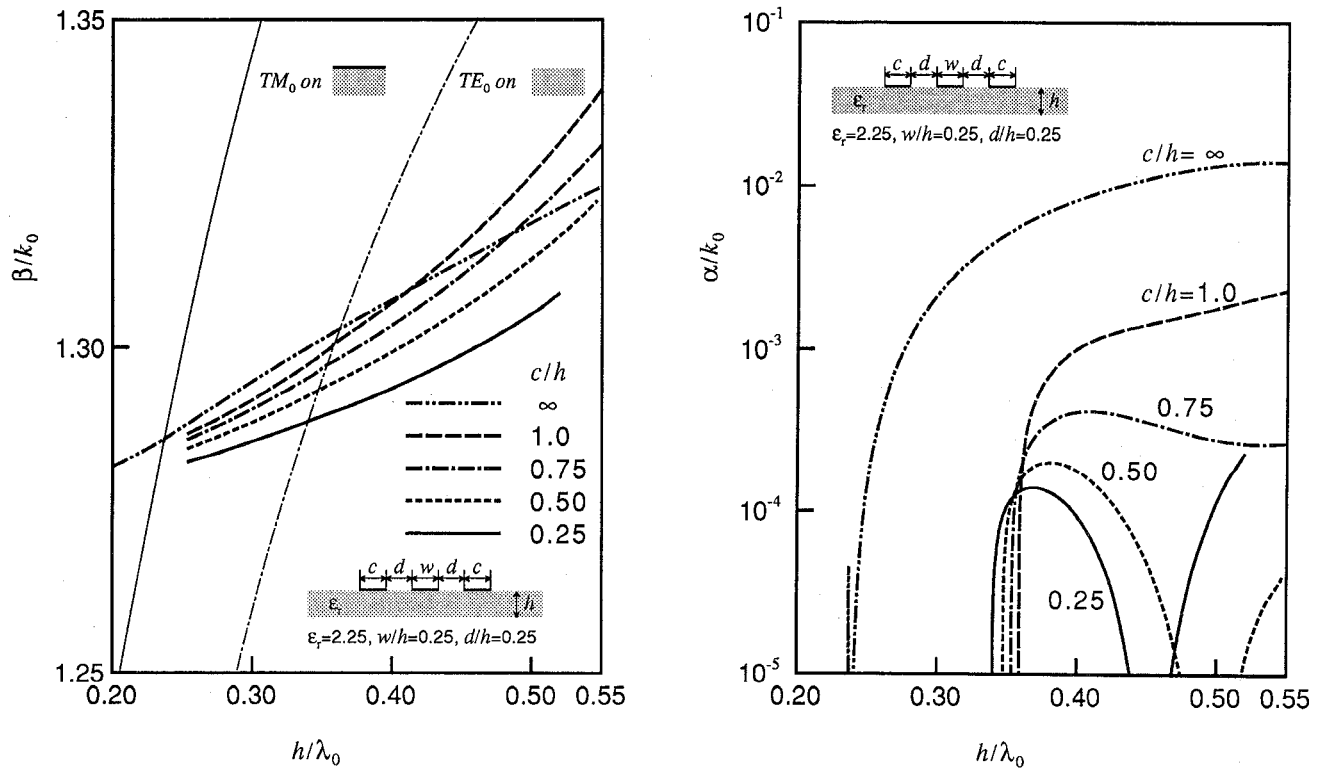 1.35
1.30
1.25
β/k₀
TM₀ on
TE₀ on
c/h
∞
1.0
0.75
0.50
0.25
c d w d c
εᵣ h
εᵣ=2.25, w/h=0.25, d/h=0.25
0.20 0.30 0.40 0.50 0.55
h/λ₀
10⁻¹
10⁻²
10⁻³
10⁻⁴
10⁻⁵
α/k₀
c d w d c
εᵣ h
εᵣ=2.25, w/h=0.25, d/h=0.25
c/h= ∞
c/h=1.0
0.75
0.50
0.25
0.20 0.30 0.40 0.50 0.55
h/λ₀